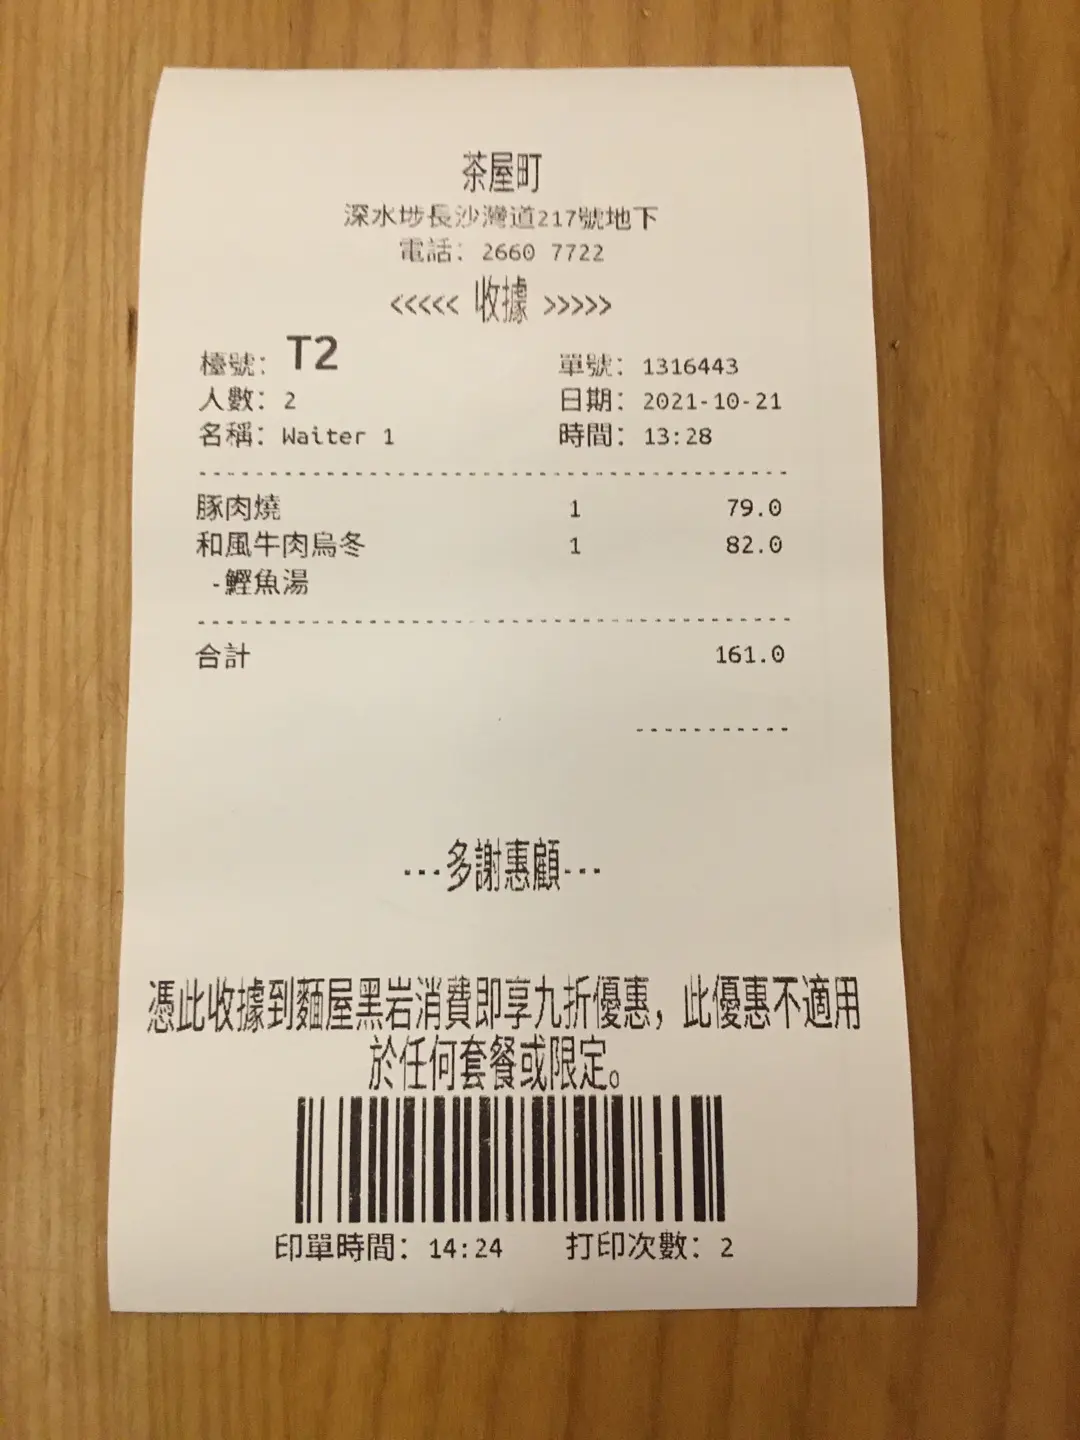 茶屋町
深水埗長沙灣道217號地下
電話：2660 7722
<<<<< 收據 >>>>>
檯號：T2 單號：1316443
人數：2 日期：2021-10-21
名稱：Waiter 1 時間：13:28
豚肉燒 1 79.0
和風牛肉烏冬 1 82.0
-鰹魚湯
合計 161.0
---多謝惠顧---
憑此收據到麵屋黑岩消費即享九折優惠，此優惠不適用
於任何套餐或限定。
印單時間：14:24 打印次數：2